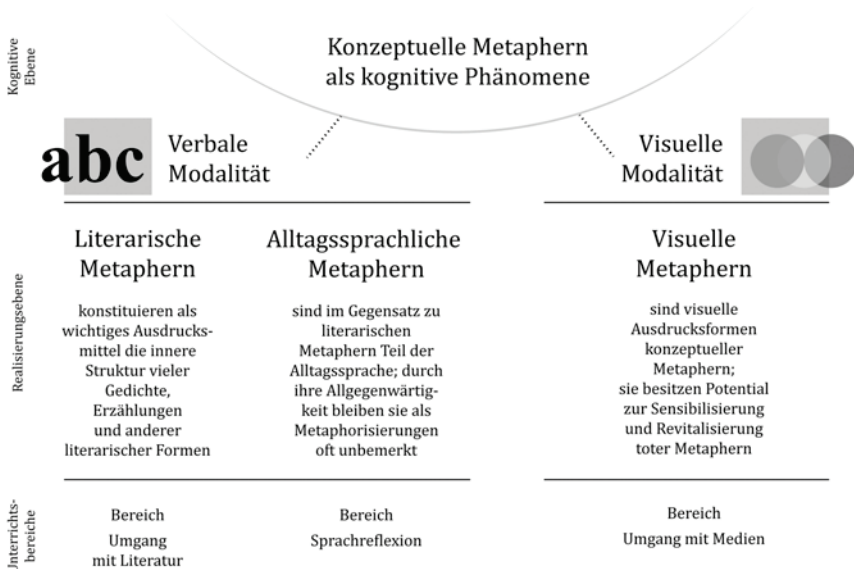 Kognitive
Ebene
Konzeptuelle Metaphern
als kognitive Phänomene
abc
Verbale
Modalität
Visuelle
Modalität
Realisierungsebene
Literarische
Metaphern
konstituieren als
wichtiges Ausdrucks-
mittel die innere
Struktur vieler
Gedichte,
Erzählungen
und anderer
literarischer Formen
Alltagssprachliche
Metaphern
sind im Gegensatz zu
literarischen
Metaphern Teil der
Alltagssprache; durch
ihre Allgegenwärtig-
keit bleiben sie als
Metaphorisierungen
oft unbemerkt
Visuelle
Metaphern
sind visuelle
Ausdrucksformen
konzeptueller
Metaphern;
sie besitzen Potential
zur Sensibilisierung
und Revitalisierung
toter Metaphern
Unterrichts-
bereiche
Bereich
Umgang
mit Literatur
Bereich
Sprachreflexion
Bereich
Umgang mit Medien